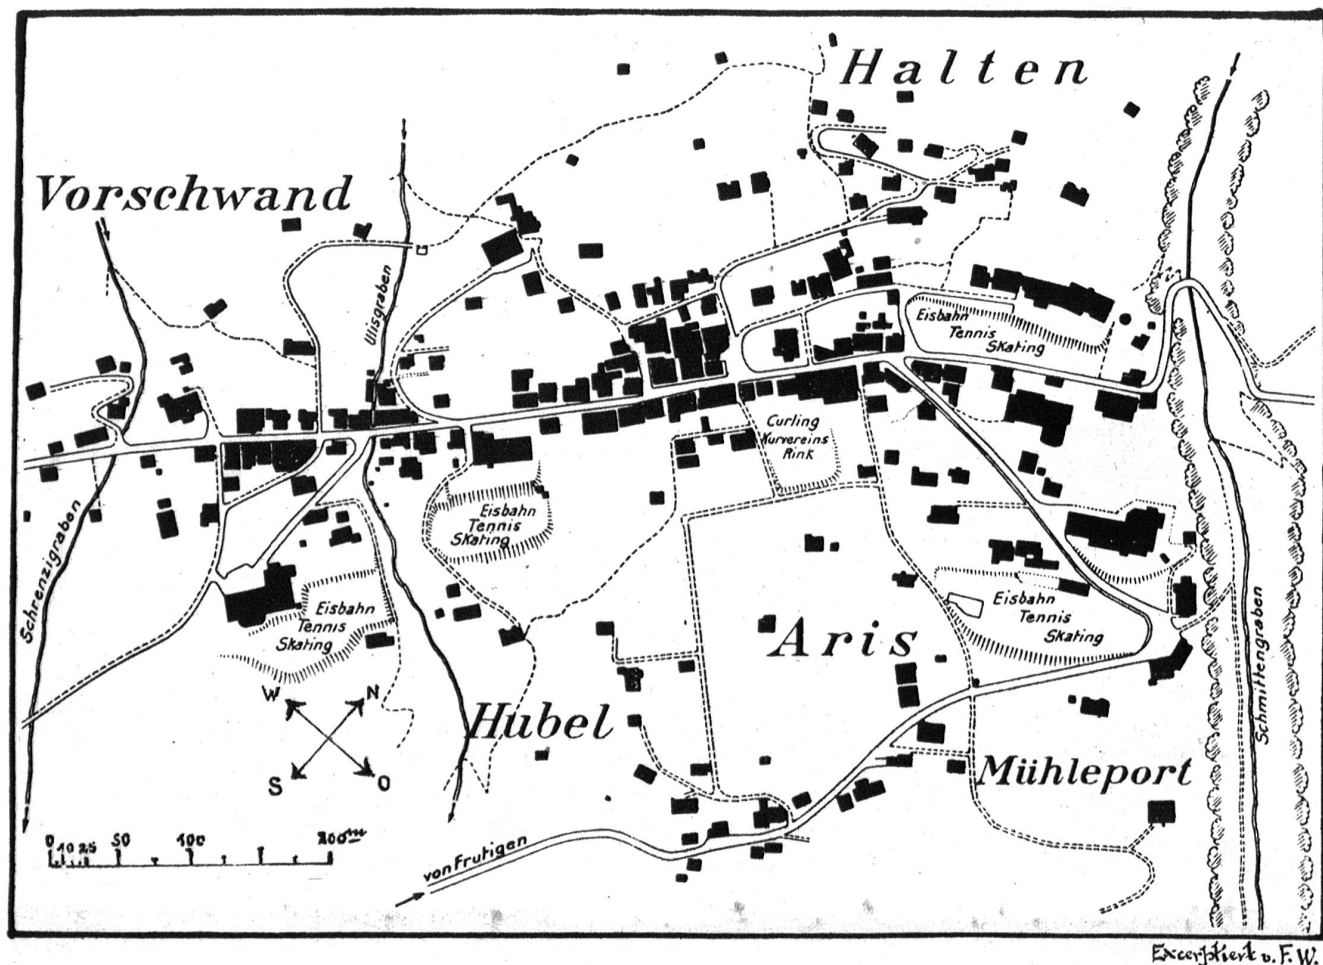 Halten
Vorschwand
Ullisgraben
Eisbahn
Tennis
Skating
Curling
Kurvereins
Rink
Eisbahn
Tennis
Skating
Schrenzigraben
Eisbahn
Tennis
Skating
Eisbahn
Tennis
Skating
Aris
Schmittengraben
W N
S O
Hubel
Mühleport
0 10 25 50 100 200m
von Frutigen
Excerptiert v. F. W.